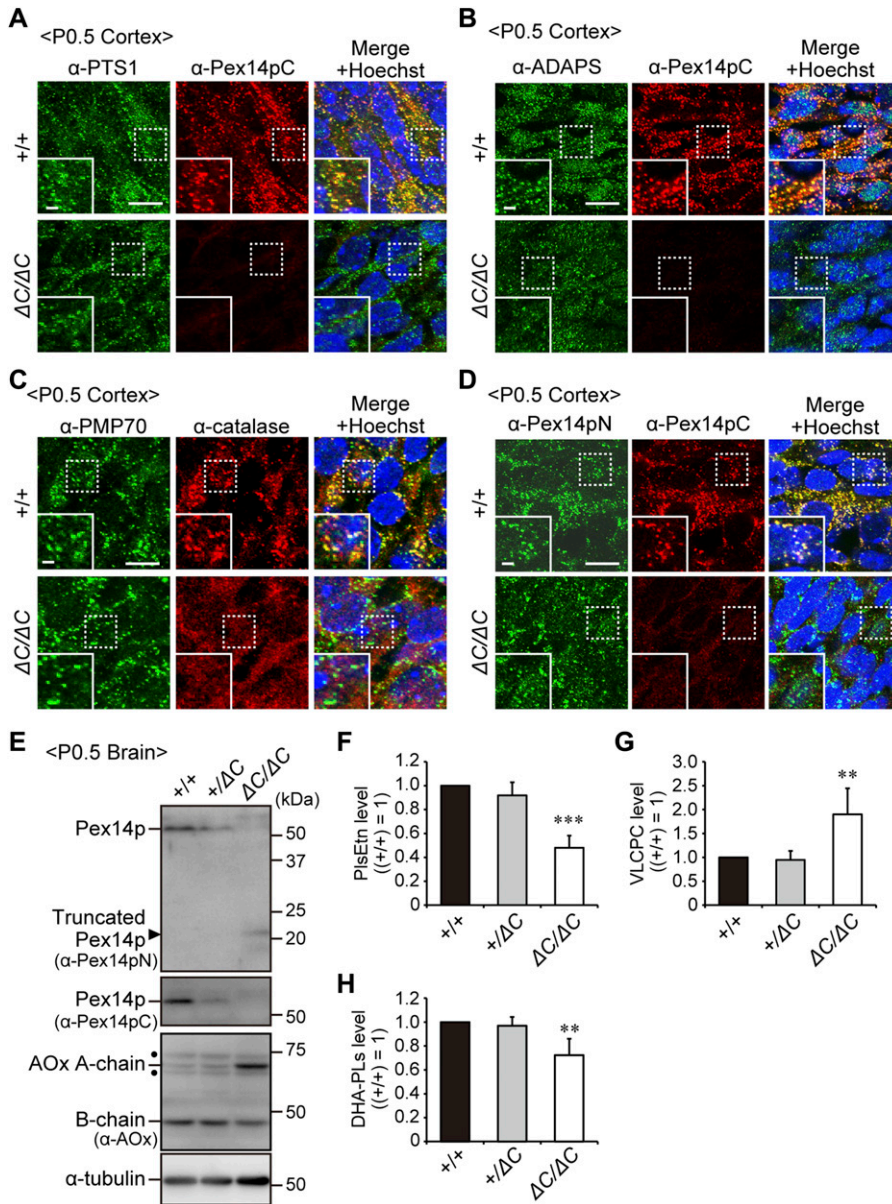 A
<P0.5 Cortex>
α-PTS1 α-Pex14pC Merge
+Hoechst
+/+
ΔC/ΔC
B
<P0.5 Cortex>
α-ADAPS α-Pex14pC Merge
+Hoechst
+/+
ΔC/ΔC
C
<P0.5 Cortex>
α-PMP70 α-catalase Merge
+Hoechst
+/+
ΔC/ΔC
D
<P0.5 Cortex>
α-Pex14pN α-Pex14pC Merge
+Hoechst
+/+
ΔC/ΔC
E <P0.5 Brain>
+/+ +/ΔC ΔC/ΔC
(kDa)
Pex14p 50
37
25
Truncated
Pex14p 20
(α-Pex14pN)
Pex14p
(α-Pex14pC) 50
75
AOx A-chain
50
B-chain
(α-AOx)
α-tubulin 50
F
PlsEtn level
((+/+) = 1)
1.2
1.0
0.8
0.6
0.4
0.2
0
***
+/+ +/ΔC ΔC/ΔC
G
VLCPC level
((+/+) = 1)
3.0
2.5
2.0
1.5
1.0
0.5
0
**
+/+ +/ΔC ΔC/ΔC
H
DHA-PLs level
((+/+) = 1)
1.2
1.0
0.8
0.6
0.4
0.2
0
**
+/+ +/ΔC ΔC/ΔC